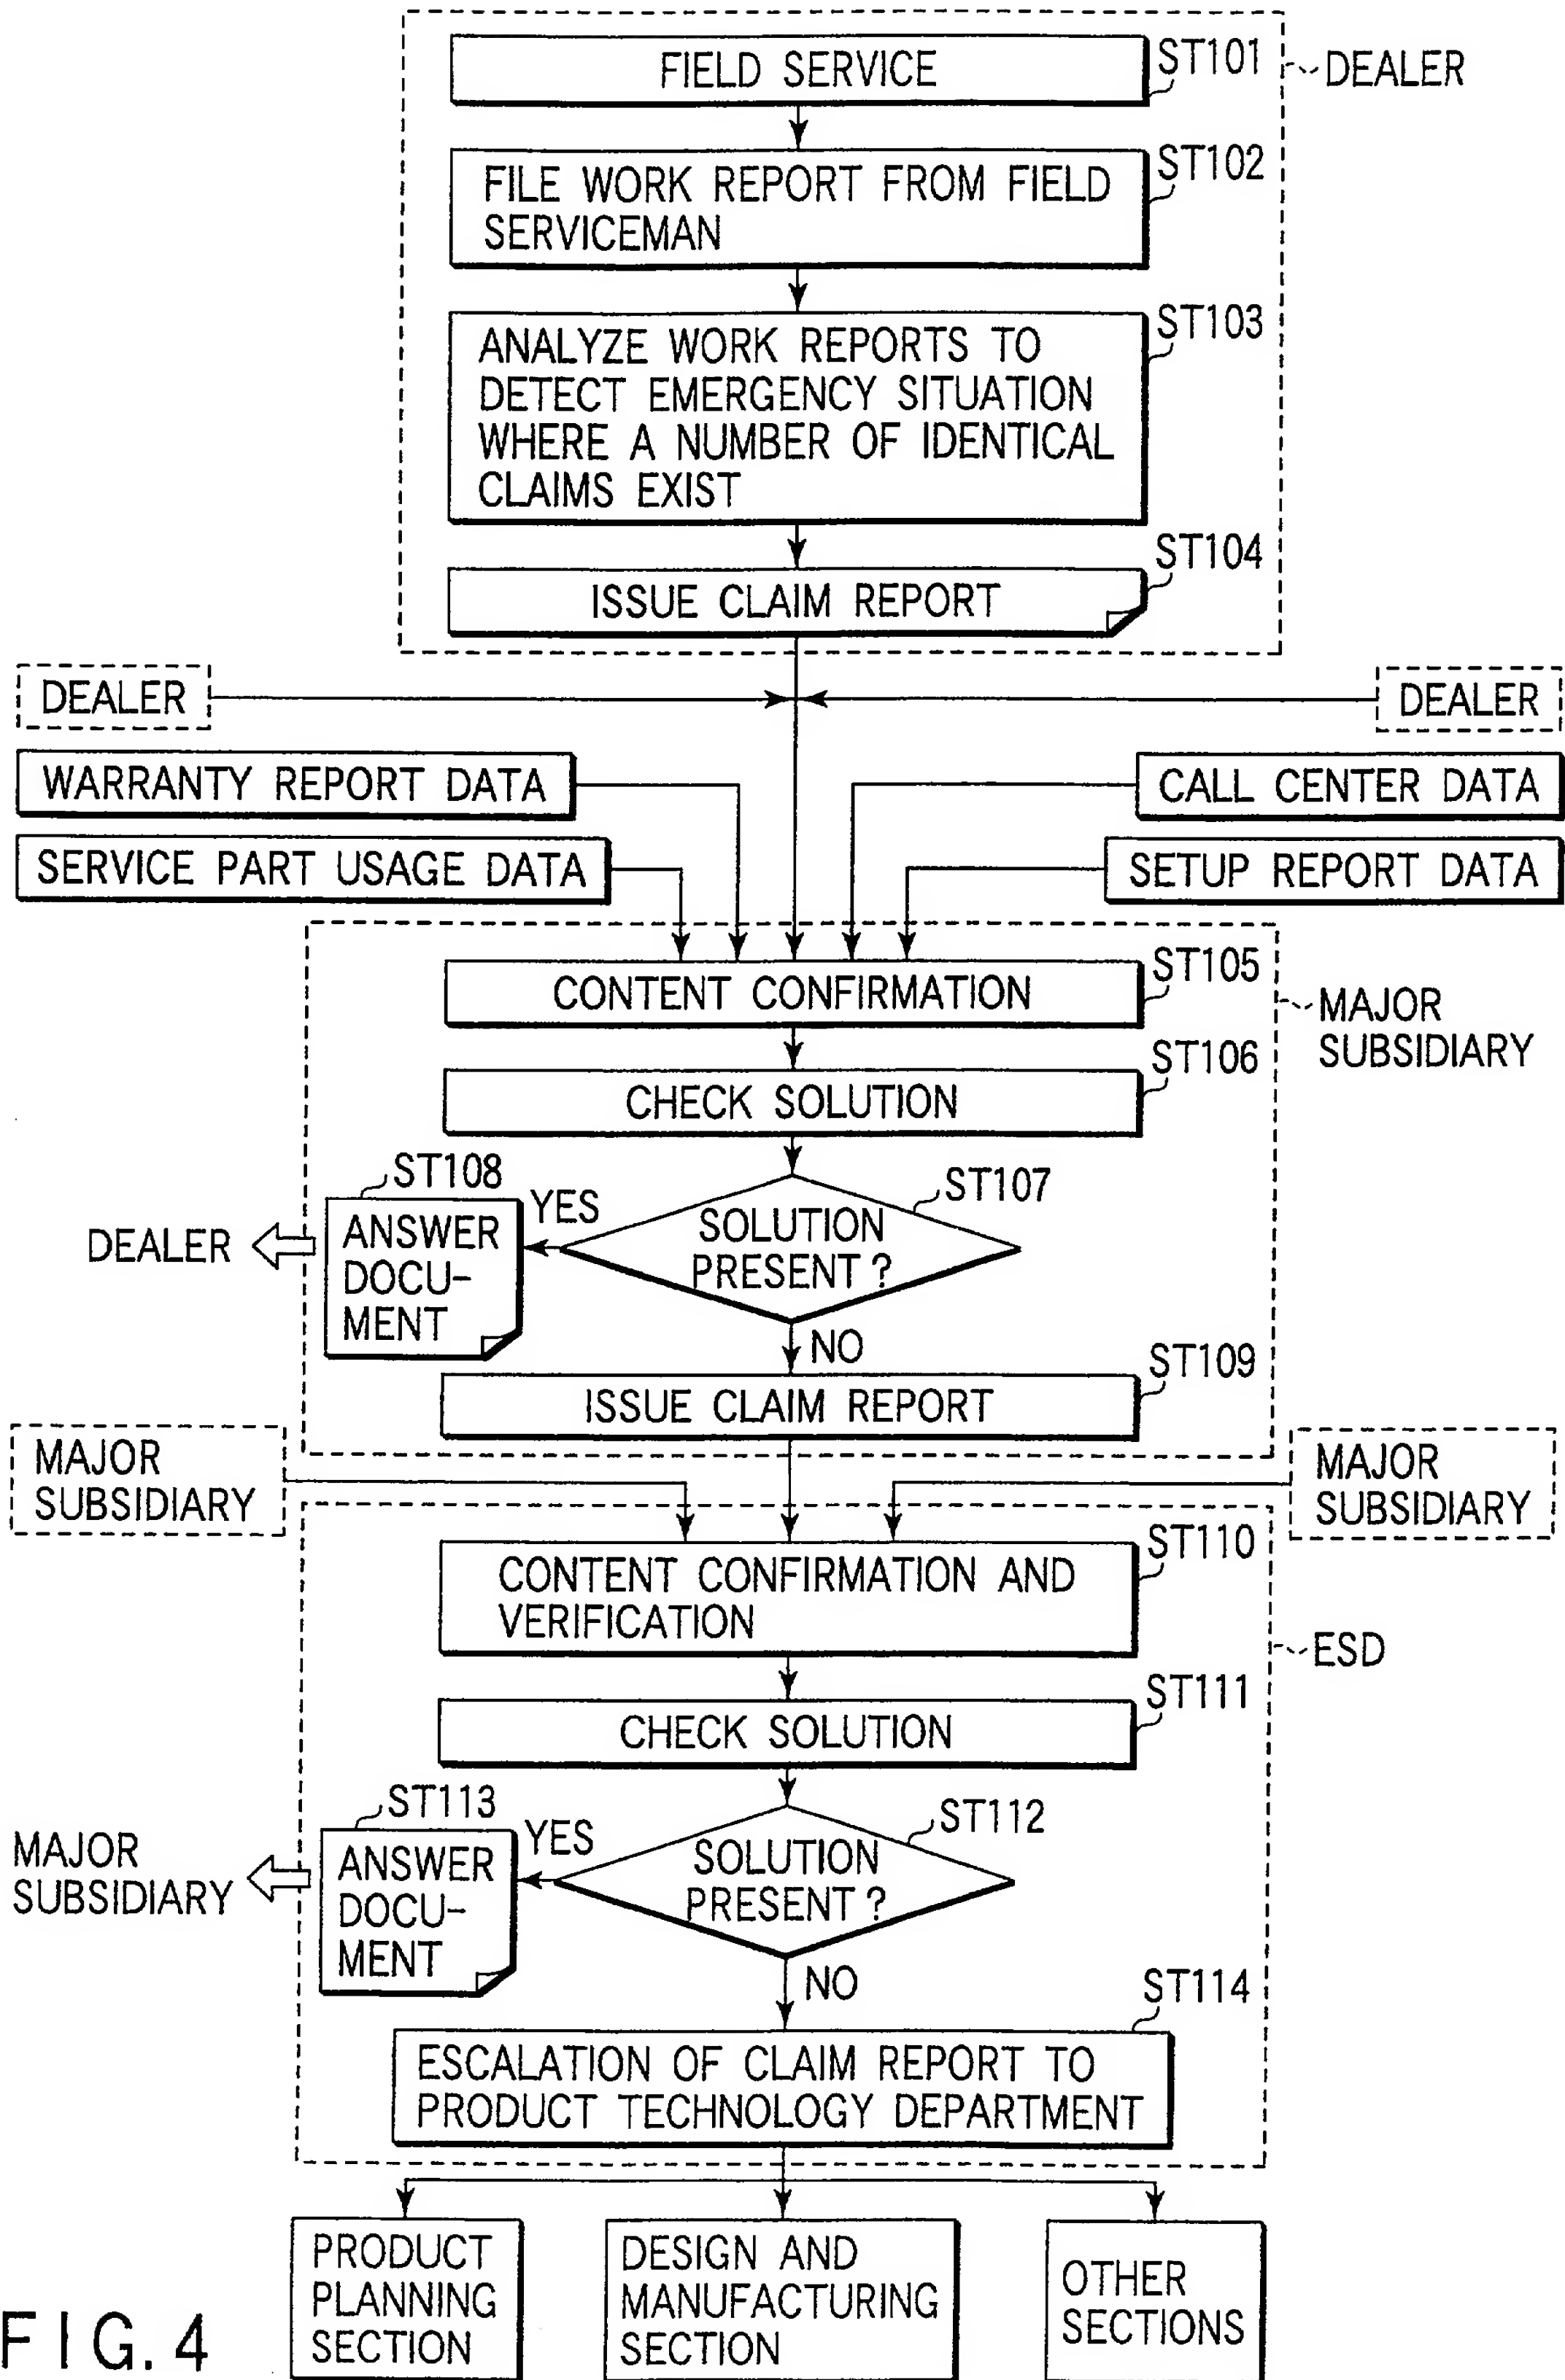 FIELD SERVICE
ST101
DEALER
FILE WORK REPORT FROM FIELD
SERVICEMAN
ST102
ANALYZE WORK REPORTS TO
DETECT EMERGENCY SITUATION
WHERE A NUMBER OF IDENTICAL
CLAIMS EXIST
ST103
ISSUE CLAIM REPORT
ST104
DEALER
DEALER
WARRANTY REPORT DATA
CALL CENTER DATA
SERVICE PART USAGE DATA
SETUP REPORT DATA
CONTENT CONFIRMATION
ST105
MAJOR
SUBSIDIARY
CHECK SOLUTION
ST106
ST108
YES
ST107
DEALER
ANSWER
DOCU-
MENT
SOLUTION
PRESENT?
NO
ISSUE CLAIM REPORT
ST109
MAJOR
SUBSIDIARY
MAJOR
SUBSIDIARY
CONTENT CONFIRMATION AND
VERIFICATION
ST110
ESD
CHECK SOLUTION
ST111
ST113
YES
ST112
MAJOR
SUBSIDIARY
ANSWER
DOCU-
MENT
SOLUTION
PRESENT?
NO
ST114
ESCALATION OF CLAIM REPORT TO
PRODUCT TECHNOLOGY DEPARTMENT
PRODUCT
PLANNING
SECTION
DESIGN AND
MANUFACTURING
SECTION
OTHER
SECTIONS
FIG. 4